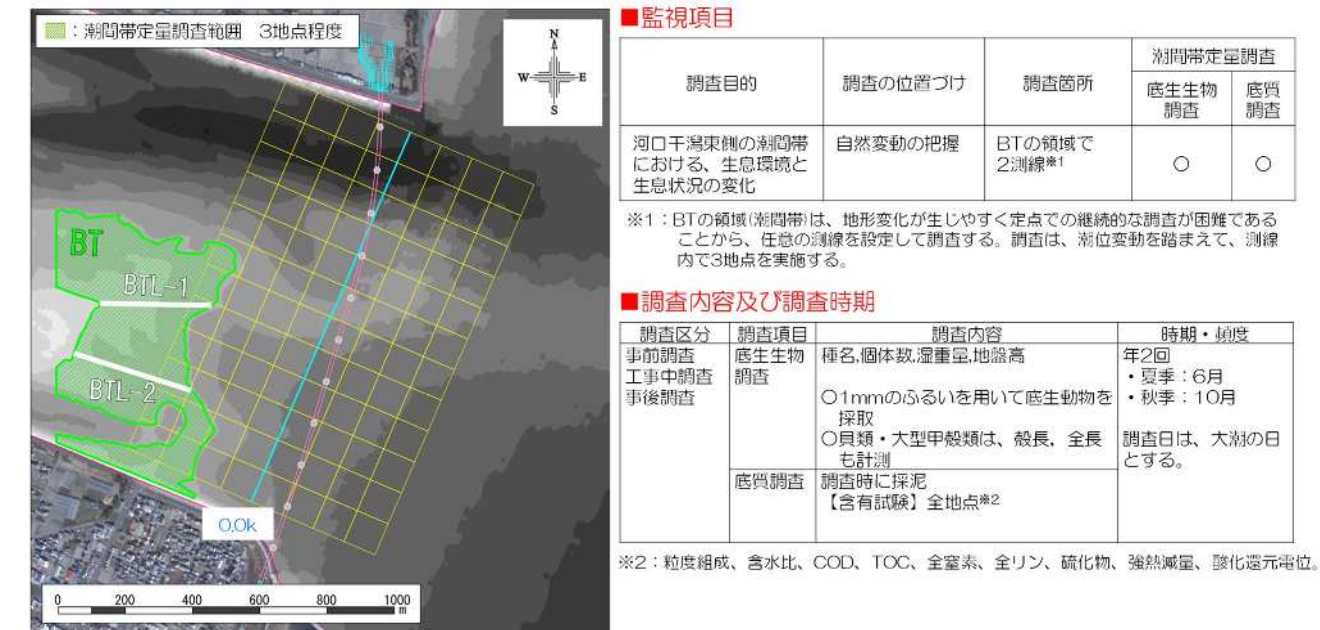 ：潮間帯定量調査範囲　3地点程度
N
W
E
S
BT
BTL-1
BTL-2
0.0k
0 200 400 600 800 1000
m
■監視項目
調査目的 調査の位置づけ 調査箇所 潮間帯定量調査
底生生物調査 底質調査
河口干潟東側の潮間帯 自然変動の把握 BTの領域で
における、生息環境と 2測線※1 ○ ○
生息状況の変化
※1：BTの領域(潮間帯)は、地形変化が生じやすく定点での継続的な調査が困難である
ことから、任意の測線を設定して調査する。調査は、潮位変動を踏まえて、測線
内で3地点を実施する。
■調査内容及び調査時期
調査区分 調査項目 調査内容 時期・頻度
事前調査 底生生物 種名,個体数,湿重量,地盤高 年2回
工事中調査 調査 ・夏季：6月
事後調査 ○1mmのふるいを用いて底生動物を ・秋季：10月
採取
○貝類・大型甲殻類は、殻長，全長 調査日は、大潮の日
も計測 とする。
底質調査 調査時に採泥
【含有試験】全地点※2
※2：粒度組成、含水比、COD、TOC、全窒素、全リン、硫化物、強熱減量、酸化還元電位。